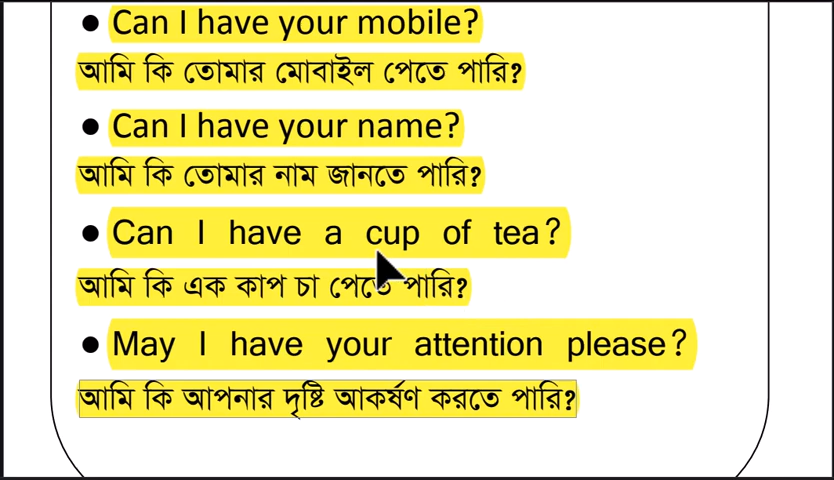 ● Can I have your mobile?
আমি কি তোমার মোবাইল পেতে পারি?
● Can I have your name?
আমি কি তোমার নাম জানতে পারি?
● Can I have a cup of tea?
আমি কি এক কাপ চা পেতে পারি?
● May I have your attention please?
আমি কি আপনার দৃষ্টি আকর্ষণ করতে পারি?